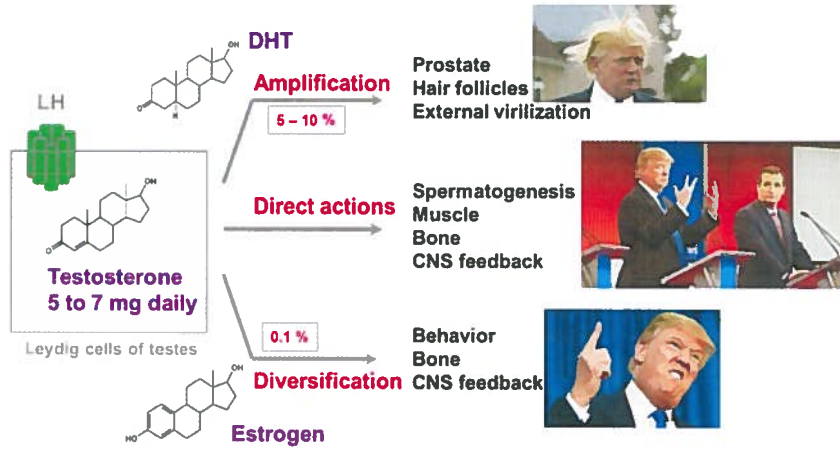 DHT
OH
O
H
Amplification
5 – 10 %
Prostate
Hair follicles
External virilization
LH
OH
O
Testosterone
5 to 7 mg daily
Leydig cells of testes
Direct actions
Spermatogenesis
Muscle
Bone
CNS feedback
0.1 %
Diversification
Behavior
Bone
CNS feedback
OH
HO
Estrogen